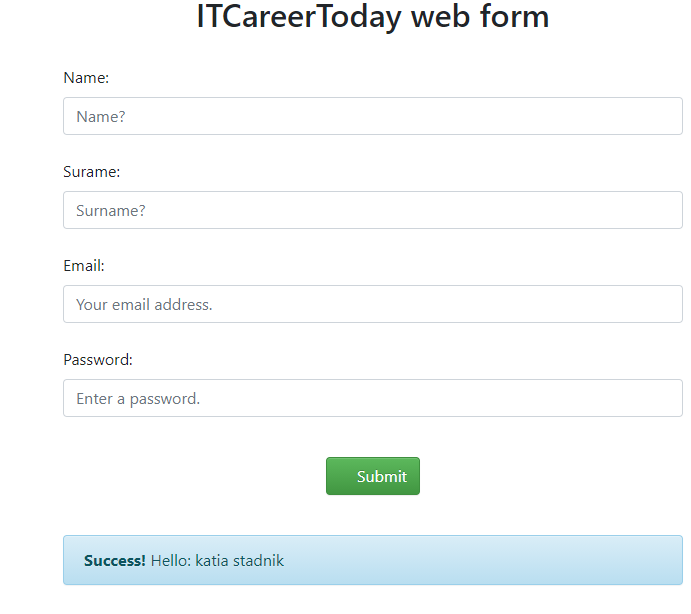 ITCareerToday web form
Name:
Name?
Surame:
Surname?
Email:
Your email address.
Password:
Enter a password.
Submit
Success! Hello: katia stadnik